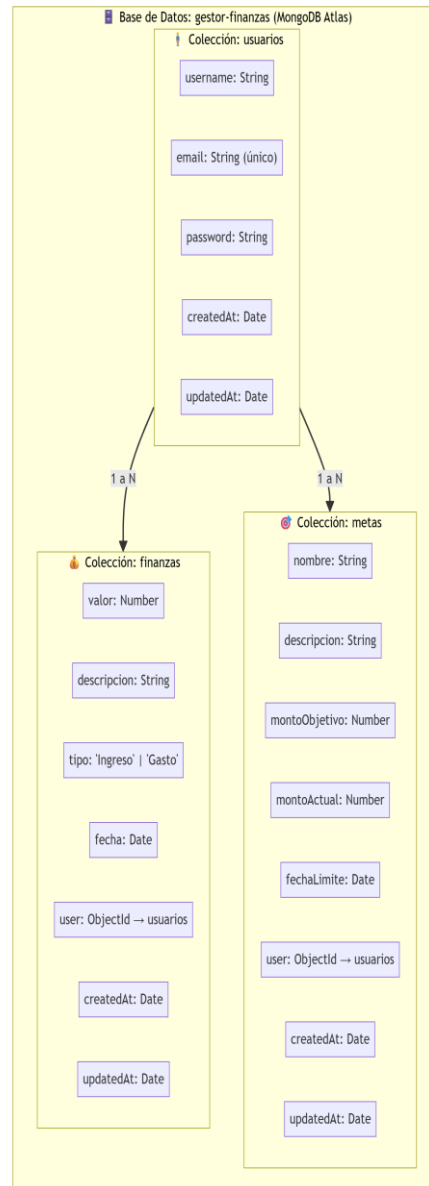 Base de Datos: gestor-finanzas (MongoDB Atlas)
Colección: usuarios
username: String
email: String (único)
password: String
createdAt: Date
updatedAt: Date
1 a N
1 a N
Colección: finanzas
valor: Number
descripcion: String
tipo: 'Ingreso' | 'Gasto'
fecha: Date
user: ObjectId → usuarios
createdAt: Date
updatedAt: Date
Colección: metas
nombre: String
descripcion: String
montoObjetivo: Number
montoActual: Number
fechaLimite: Date
user: ObjectId → usuarios
createdAt: Date
updatedAt: Date